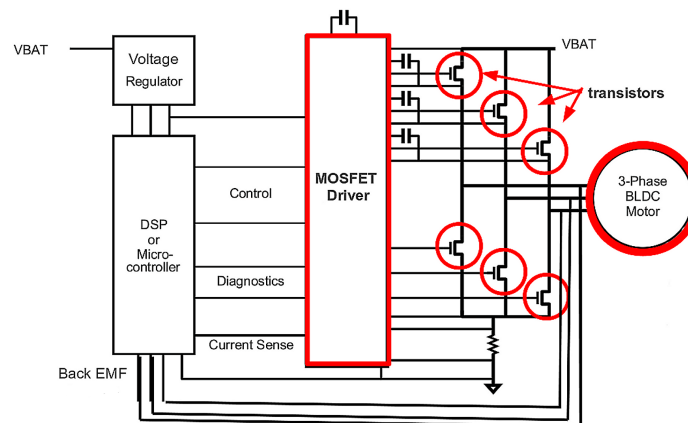 VBAT
Voltage
Regulator
VBAT
transistors
MOSFET
Driver
Control
3-Phase
BLDC
Motor
DSP
or
Micro-
controller
Diagnostics
Current Sense
Back EMF